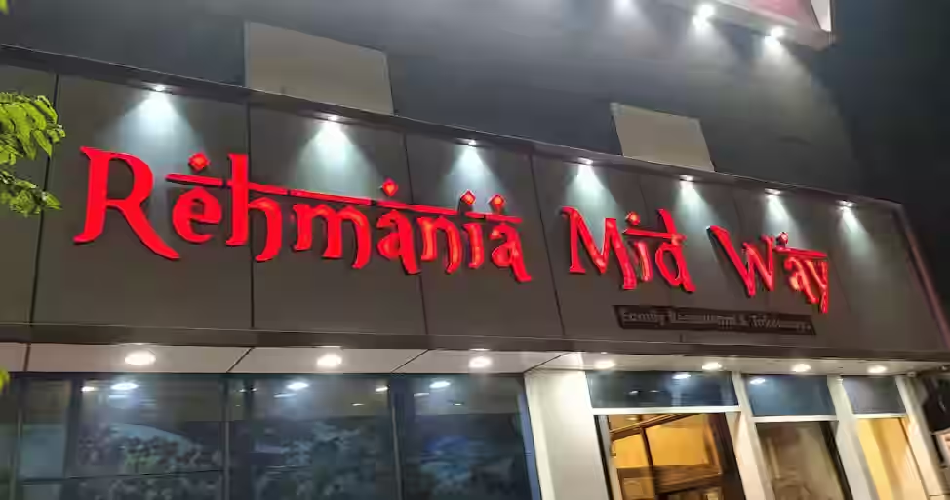 Rehmania Mid Way
Family Restaurant & Takeaway